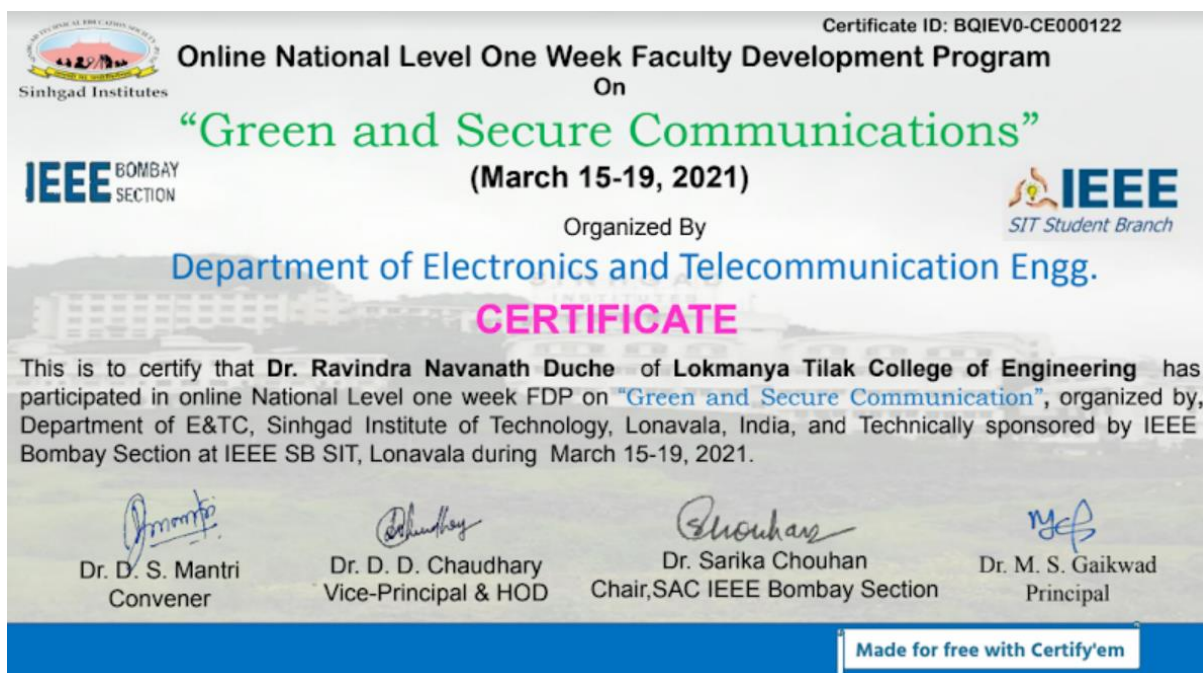 Certificate ID: BQIEV0-CE000122
Sinhgad Institutes
Online National Level One Week Faculty Development Program
On
“Green and Secure Communications”
IEEE BOMBAY
SECTION
(March 15-19, 2021)
IEEE
SIT Student Branch
Organized By
Department of Electronics and Telecommunication Engg.
CERTIFICATE
This is to certify that Dr. Ravindra Navanath Duche of Lokmanya Tilak College of Engineering has
participated in online National Level one week FDP on “Green and Secure Communication”, organized by,
Department of E&TC, Sinhgad Institute of Technology, Lonavala, India, and Technically sponsored by IEEE
Bombay Section at IEEE SB SIT, Lonavala during March 15-19, 2021.
Dr. D. S. Mantri
Convener
Dr. D. D. Chaudhary
Vice-Principal & HOD
Dr. Sarika Chouhan
Chair,SAC IEEE Bombay Section
Dr. M. S. Gaikwad
Principal
Made for free with Certify'em